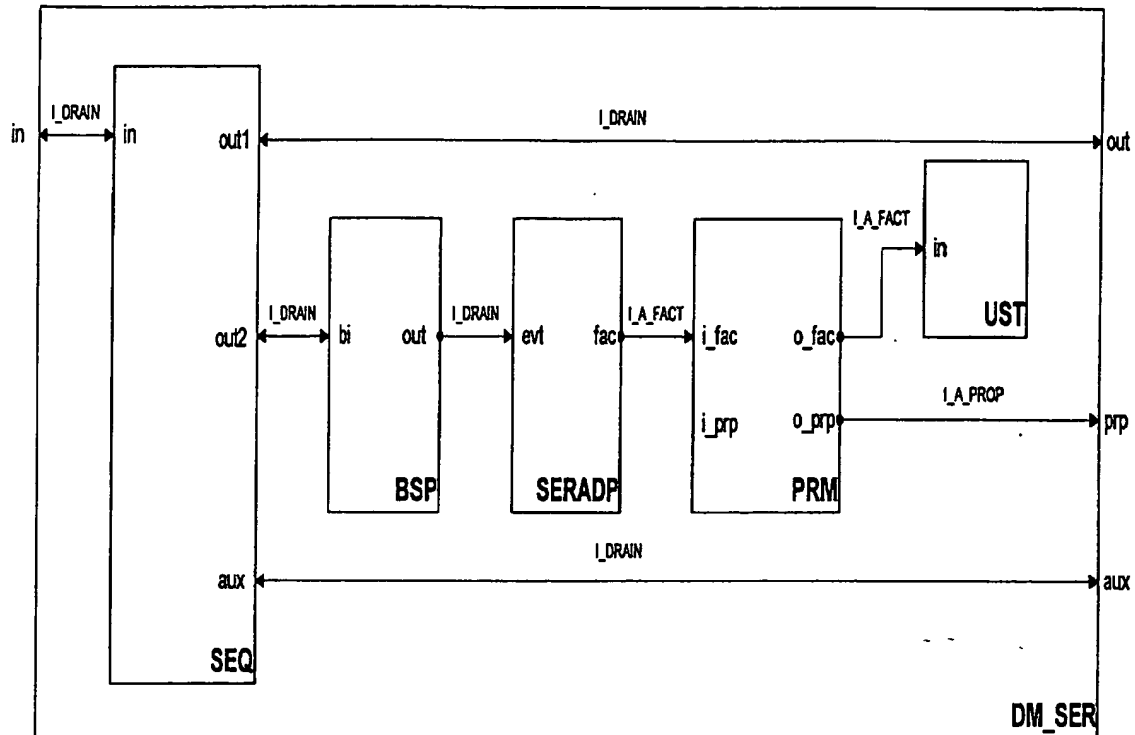 I_DRAIN
I_DRAIN
in
in
out1
out
I_A_FACT
in
I_DRAIN
I_DRAIN
I_A_FACT
UST
out2
bi
out
evt
fac
i_fac
o_fac
I_A_PROP
i_prp
o_prp
prp
BSP
SERADP
PRM
I_DRAIN
aux
aux
SEQ
DM_SER